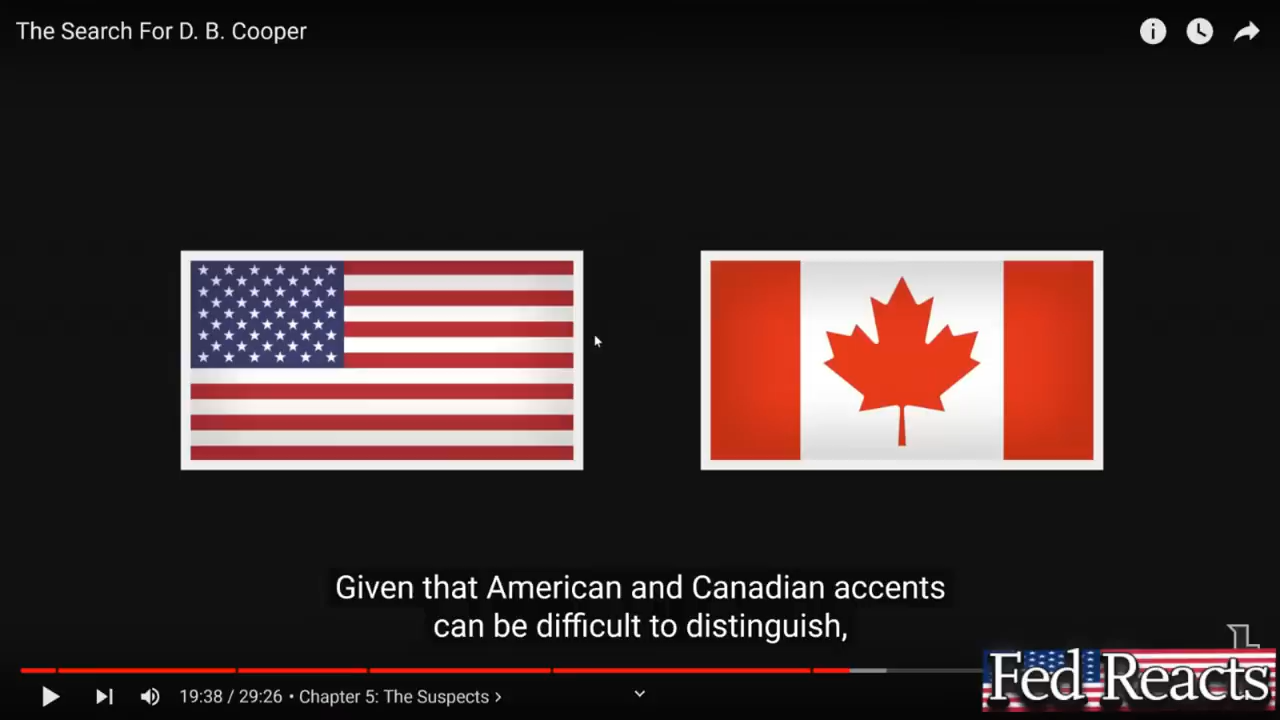 The Search For D. B. Cooper
Given that American and Canadian accents
can be difficult to distinguish,
19:38 / 29:26 • Chapter 5: The Suspects ›
Fed Reacts